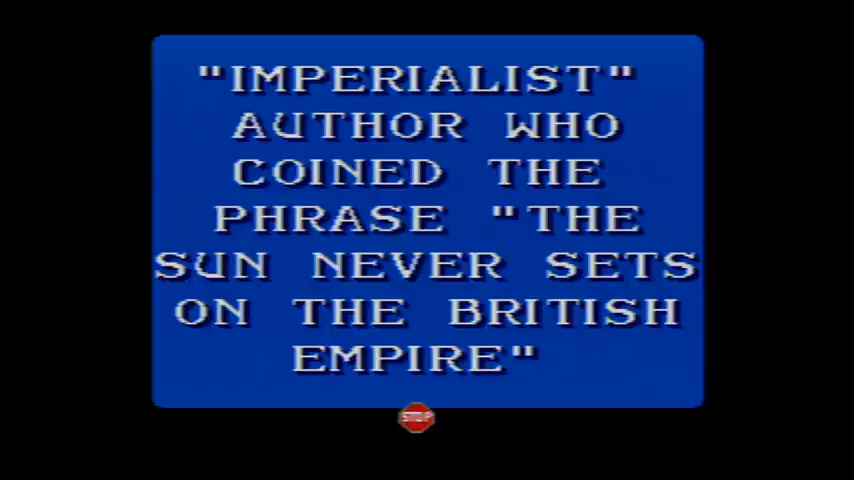 "IMPERIALIST"
AUTHOR WHO
COINED THE
PHRASE "THE
SUN NEVER SETS
ON THE BRITISH
EMPIRE"
STOP